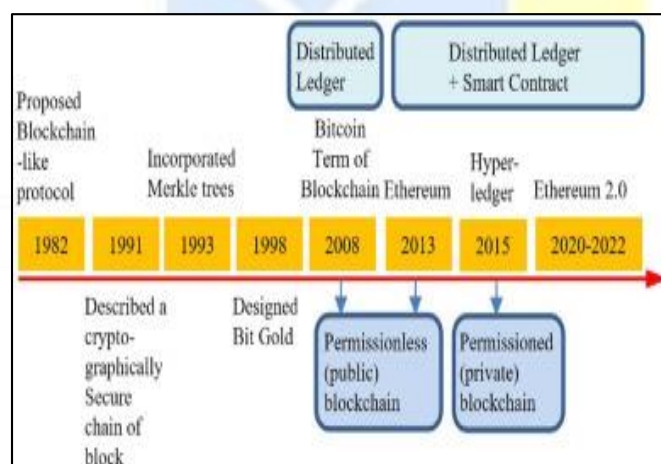 Distributed
Ledger
Distributed Ledger
+ Smart Contract
Proposed
Blockchain
-like
protocol
Incorporated
Merkle trees
Bitcoin
Term of
Blockchain
Ethereum
Hyper-
ledger
Ethereum 2.0
1982
1991
1993
1998
2008
2013
2015
2020-2022
Described a
crypto-
graphically
Secure
chain of
block
Designed
Bit Gold
Permissionless
(public)
blockchain
Permissioned
(private)
blockchain